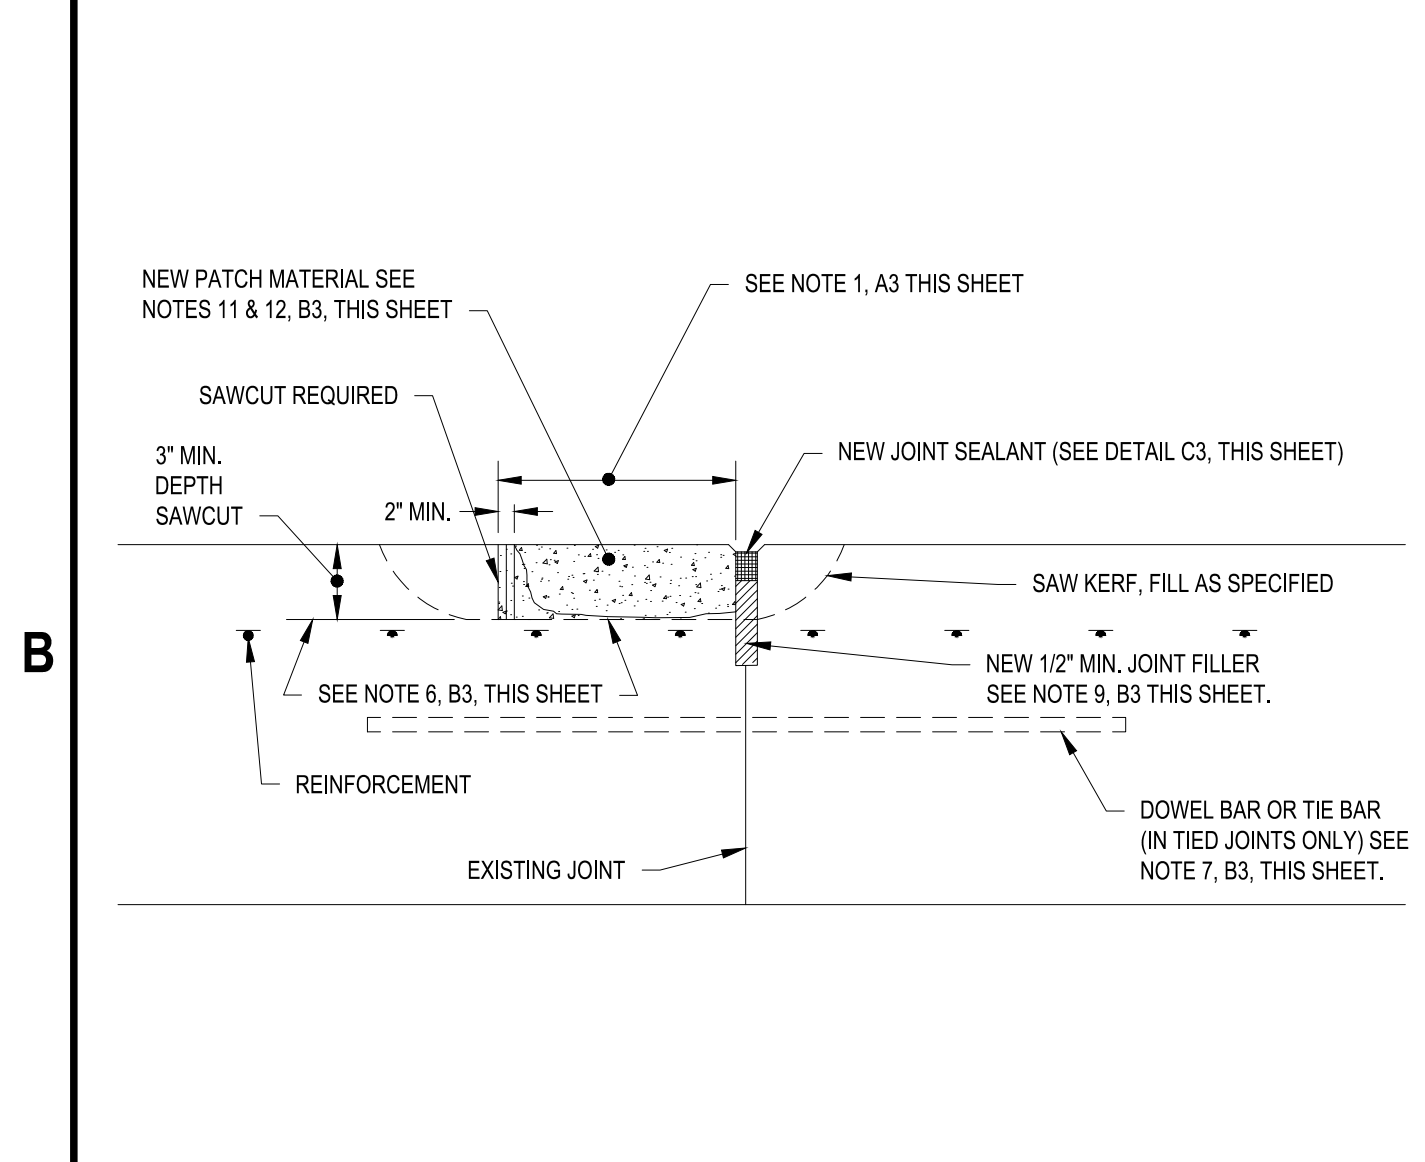 NEW PATCH MATERIAL SEE
NOTES 11 & 12, B3, THIS SHEET
SEE NOTE 1, A3 THIS SHEET
SAWCUT REQUIRED
3" MIN.
DEPTH
SAWCUT
2" MIN.
NEW JOINT SEALANT (SEE DETAIL C3, THIS SHEET)
SAW KERF, FILL AS SPECIFIED
B
NEW 1/2" MIN. JOINT FILLER
SEE NOTE 9, B3 THIS SHEET.
SEE NOTE 6, B3, THIS SHEET
REINFORCEMENT
DOWEL BAR OR TIE BAR
(IN TIED JOINTS ONLY) SEE
NOTE 7, B3, THIS SHEET.
EXISTING JOINT